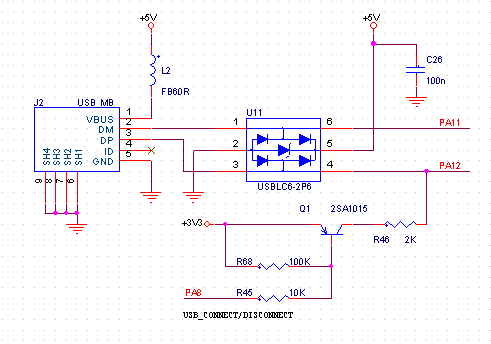 +5V
+5V
L2
FB60R
C26
100n
J2
USB_MB
U11
VBUS
DM
DP
ID
GND
1
2
3
4
5
SH4
SH3
SH2
SH1
9
8
7
6
1
6
2
5
3
4
USBLC6-2P6
PA11
PA12
Q1
2SA1015
+3V3
R46
2K
R68
100K
PA8
R45
10K
USB_CONNECT/DISCONNECT